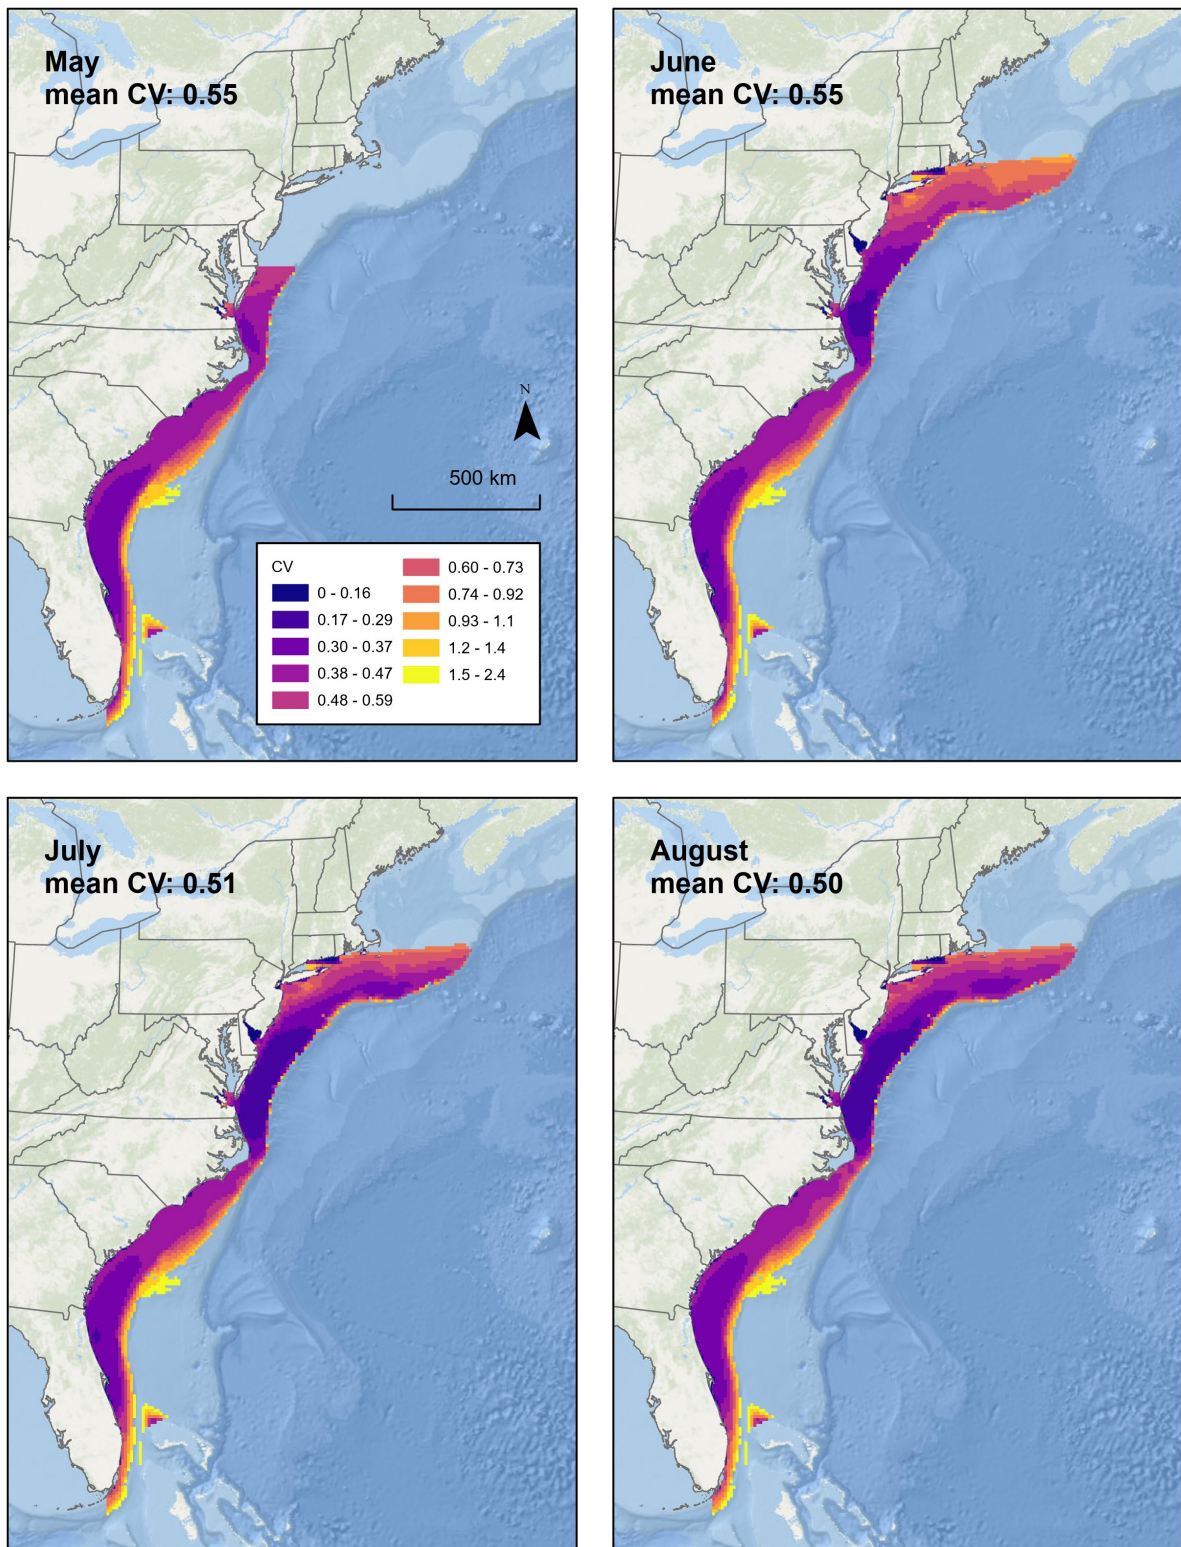 May
mean CV: 0.55
June
mean CV: 0.55
N
500 km
CV
0 - 0.16
0.17 - 0.29
0.30 - 0.37
0.38 - 0.47
0.48 - 0.59
0.60 - 0.73
0.74 - 0.92
0.93 - 1.1
1.2 - 1.4
1.5 - 2.4
July
mean CV: 0.51
August
mean CV: 0.50